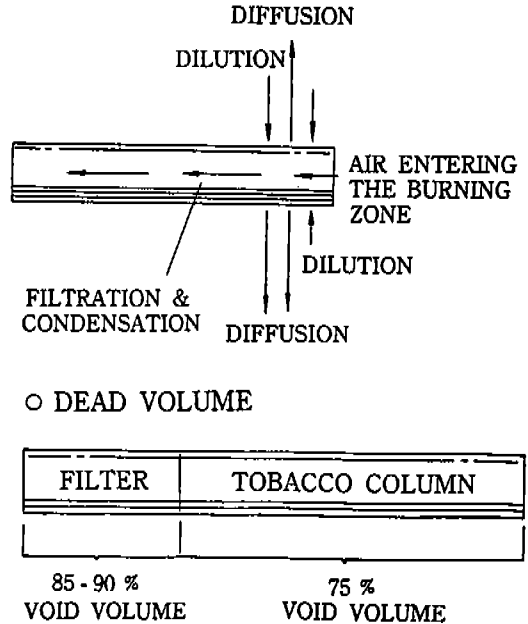 DIFFUSION
DILUTION
AIR ENTERING
THE BURNING
ZONE
DILUTION
FILTRATION &
CONDENSATION
DIFFUSION
○ DEAD VOLUME
FILTER
TOBACCO COLUMN
85-90 %
VOID VOLUME
75 %
VOID VOLUME